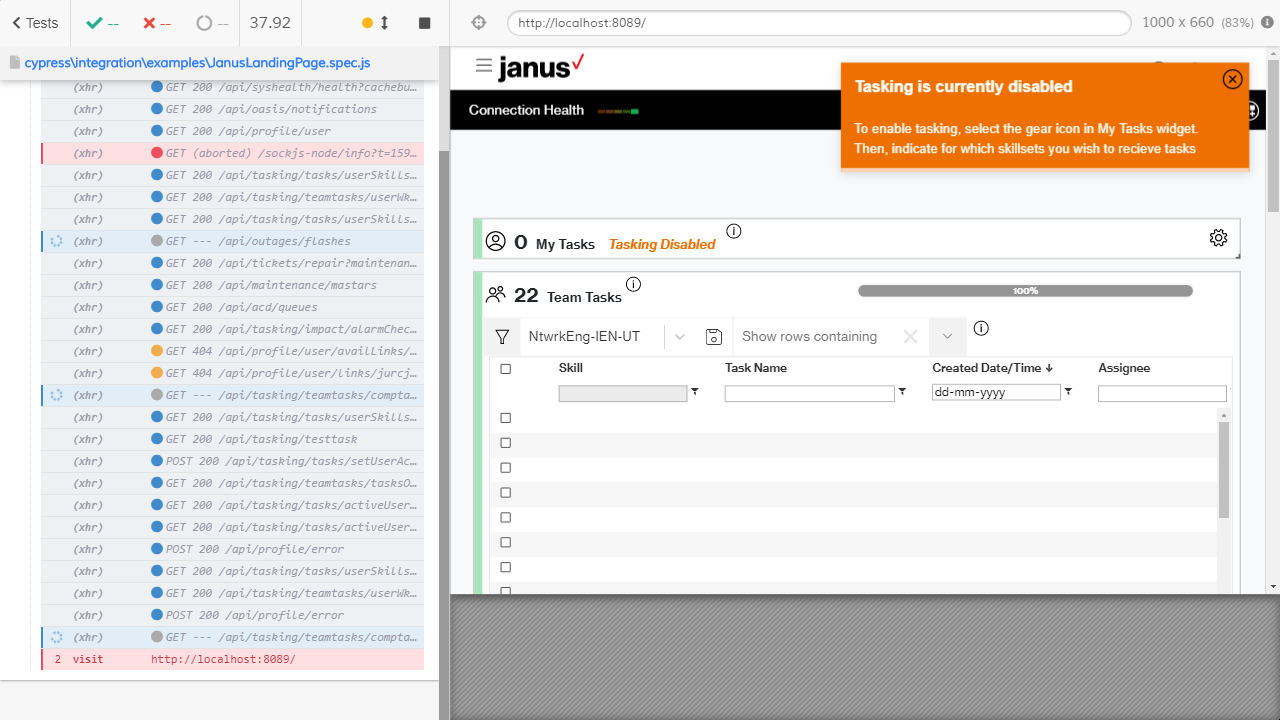 Tests
--
--
--
37.92
http://localhost:8089/
1000 x 660 (83%)
cypress\integration\examples\JanusLandingPage.spec.js
(xhr) GET 200 /api/syshealth/health?cachebu…
(xhr) GET 200 /api/oasisnotifications
(xhr) GET 200 /api/profile/user
(xhr) GET (aborted) /sockjs-node/info?t=159…
(xhr) GET 200 /api/tasking/tasks/userSkills…
(xhr) GET 200 /api/tasking/teamtasks/userWk…
(xhr) GET 200 /api/tasking/tasks/userSkills…
(xhr) GET --- /api/outages/flashes
(xhr) GET 200 /api/tickets/repair?maintenan…
(xhr) GET 200 /api/maintenance/mastars
(xhr) GET 200 /api/acd/queues
(xhr) GET 200 /api/tasking/impact/alarmChec…
(xhr) GET 404 /api/profile/user/availLinks/…
(xhr) GET 404 /api/profile/user/links/jurcj…
(xhr) GET --- /api/tasking/teamtasks/compta…
(xhr) GET 200 /api/tasking/tasks/userSkills…
(xhr) GET 200 /api/tasking/testtask
(xhr) POST 200 /api/tasking/tasks/setUserAc…
(xhr) GET 200 /api/tasking/teamtasks/tasksO…
(xhr) GET 200 /api/tasking/tasks/activeUser…
(xhr) GET 200 /api/tasking/tasks/activeUser…
(xhr) POST 200 /api/profile/error
(xhr) GET 200 /api/tasking/tasks/userSkills…
(xhr) GET 200 /api/tasking/teamtasks/userWk…
(xhr) POST 200 /api/profile/error
(xhr) GET --- /api/tasking/teamtasks/compta…
2 visit http://localhost:8089/
janus
Connection Health
Tasking is currently disabled
To enable tasking, select the gear icon in My Tasks widget.
Then, indicate for which skillsets you wish to recieve tasks
0 My Tasks Tasking Disabled
22 Team Tasks
100%
NtwrkEng-IEN-UT
Show rows containing
Skill Task Name Created Date/Time Assignee
dd-mm-yyyy